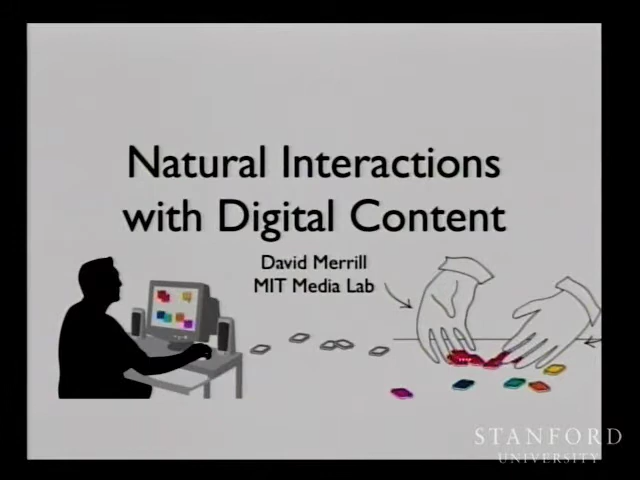 Natural Interactions
with Digital Content
David Merrill
MIT Media Lab
STANFORD
UNIVERSITY